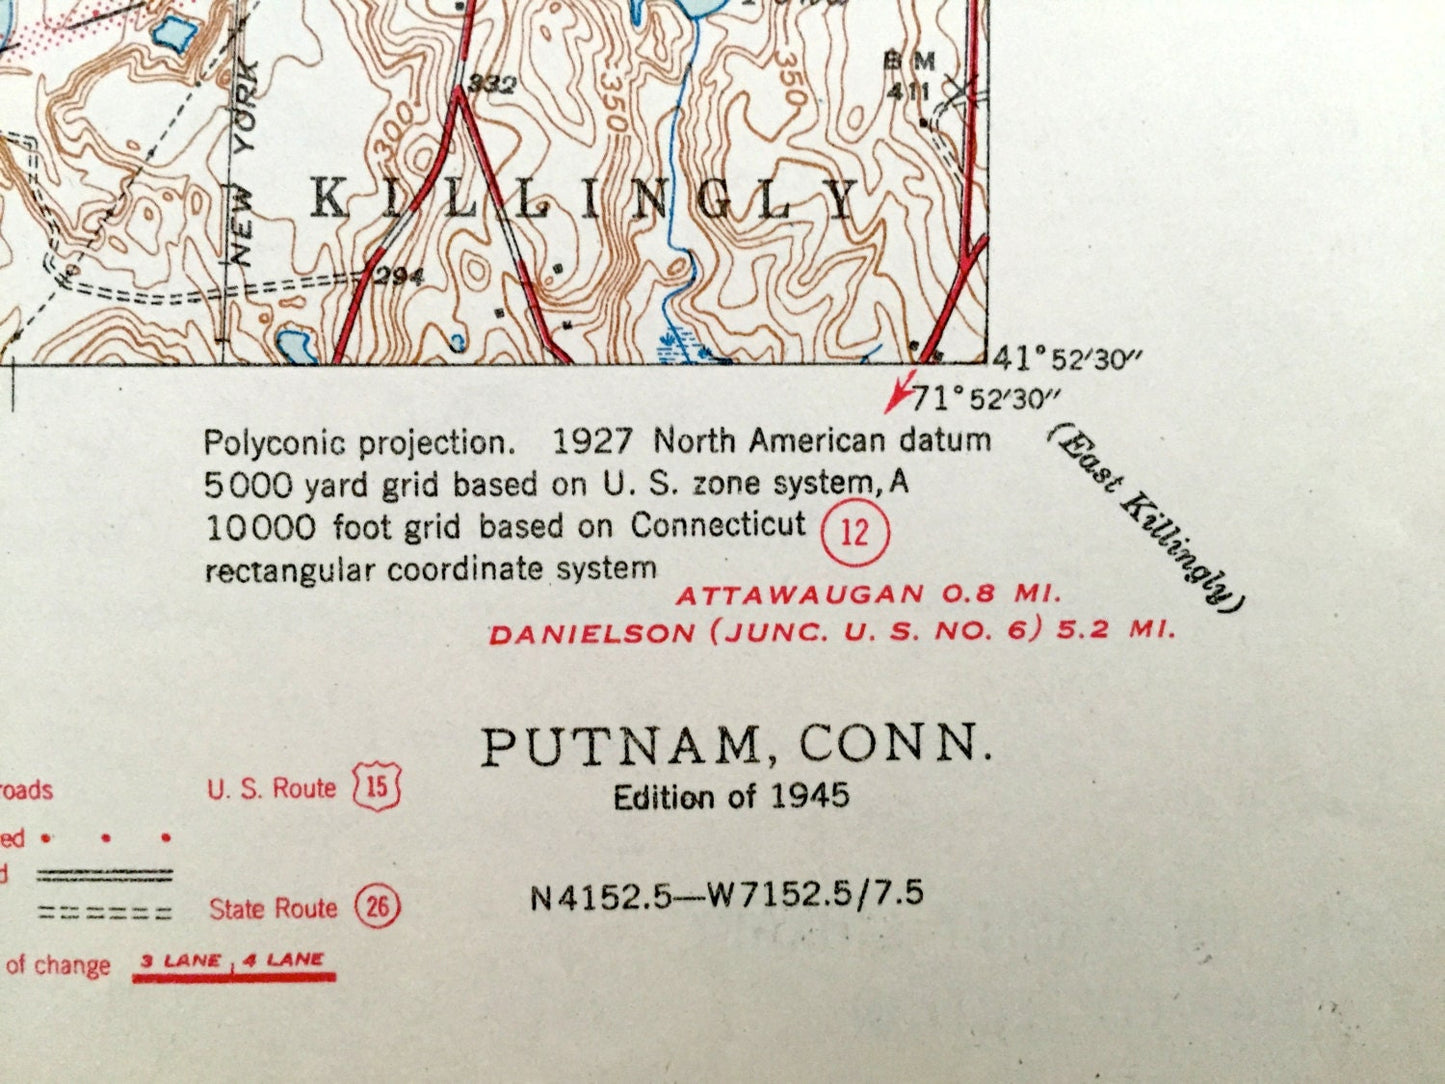 Pond
B M
411
332
350
350
300
NEW YORK
KILLINGLY
294
41°52′30″
71°52′30″
(East Killingly)
Polyconic projection. 1927 North American datum
5000 yard grid based on U. S. zone system, A
10000 foot grid based on Connecticut
rectangular coordinate system
12
ATTAWAUGAN 0.8 MI.
DANIELSON (JUNC. U. S. NO. 6) 5.2 MI.
PUTNAM, CONN.
Edition of 1945
N4152.5—W7152.5/7.5
U. S. Route 15
State Route 26
of change 3 LANE 4 LANE